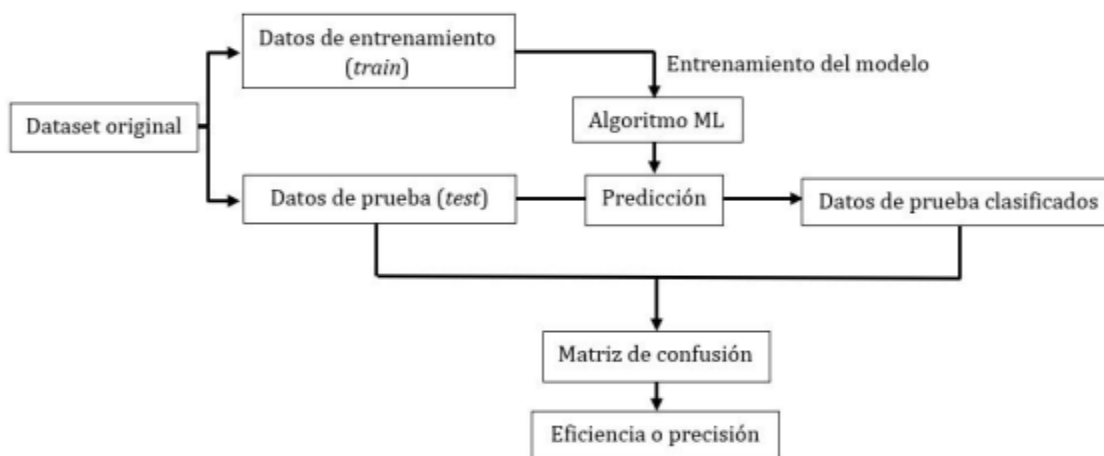 Datos de entrenamiento
(train)
Entrenamiento del modelo
Dataset original
Algoritmo ML
Datos de prueba (test)
Predicción
Datos de prueba clasificados
Matriz de confusión
Eficiencia o precisión